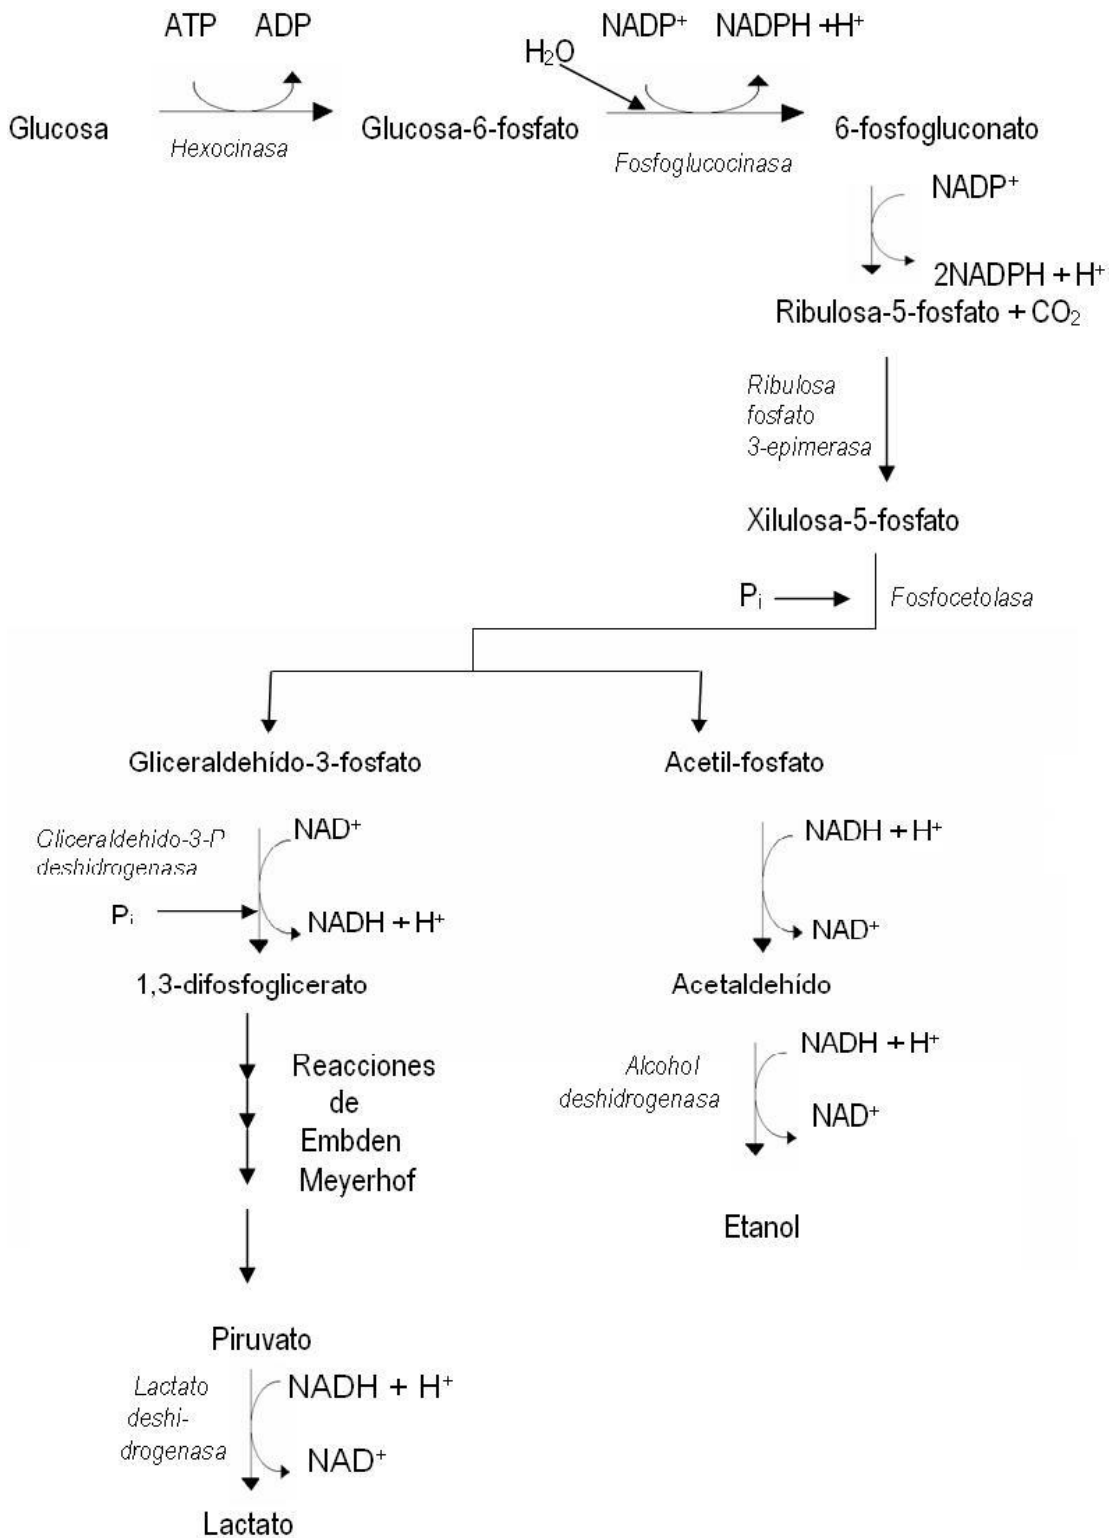 ATP ADP
NADP⁺ NADPH +H⁺
H₂O
Glucosa
Hexocinasa
Glucosa-6-fosfato
Fosfoglucocinasa
6-fosfogluconato
NADP⁺
2NADPH + H⁺
Ribulosa-5-fosfato + CO₂
Ribulosa
fosfato
3-epimerasa
Xilulosa-5-fosfato
Pᵢ
Fosfocetolasa
Gliceraldehído-3-fosfato
Acetil-fosfato
Gliceraldehido-3-P
deshidrogenasa
NAD⁺
Pᵢ
NADH + H⁺
NADH + H⁺
NAD⁺
1,3-difosfoglicerato
Acetaldehído
Reacciones
de
Embden
Meyerhof
Alcohol
deshidrogenasa
NADH + H⁺
NAD⁺
Etanol
Piruvato
Lactato
deshi-
drogenasa
NADH + H⁺
NAD⁺
Lactato